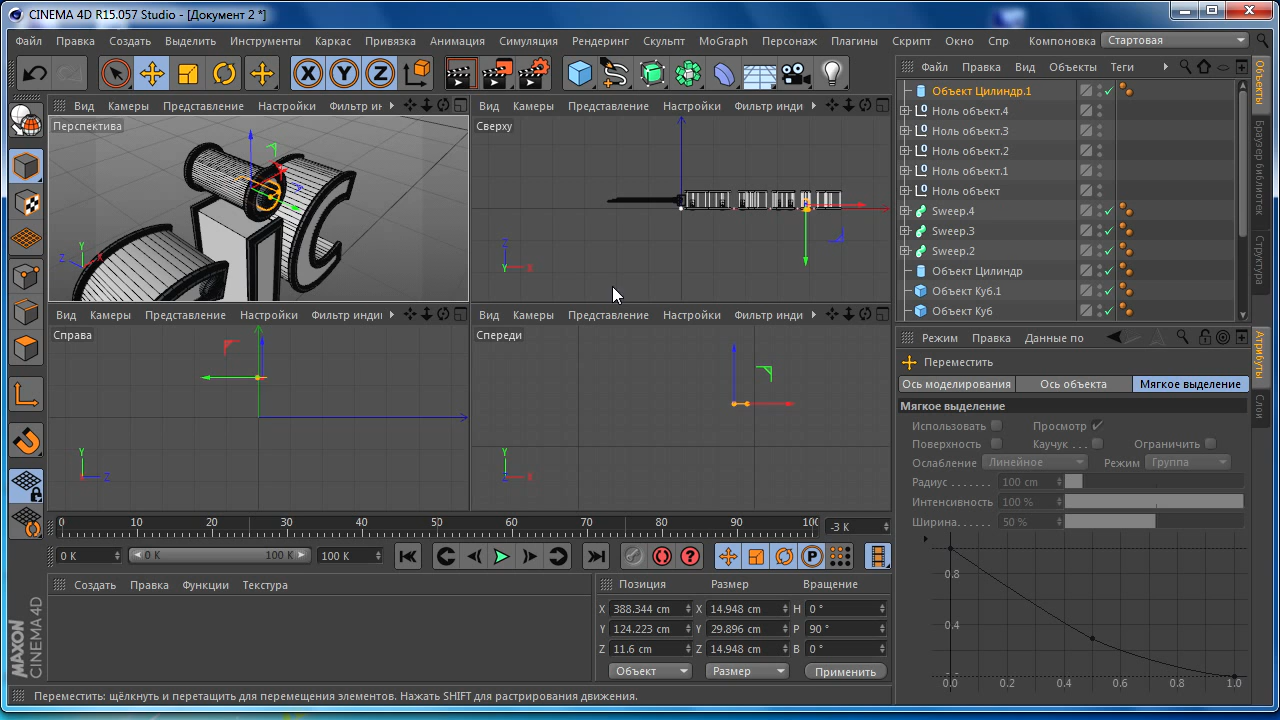 CINEMA 4D R15.057 Studio - [Документ 2 *]
Файл Правка Создать Выделить Инструменты Каркас Привязка Анимация Симуляция Рендеринг Скульпт MoGraph Персонаж Плагины Скрипт Окно Спр Компоновка Стартовая
Файл Правка Вид Объекты Теги
Вид Камеры Представление Настройки Фильтр ин
Перспектива
Вид Камеры Представление Настройки Фильтр инди
Сверху
Z
Y X
Y
Z X
Вид Камеры Представление Настройки Фильтр инди
Справа
Y
Z
Вид Камеры Представление Настройки Фильтр инди
Спереди
Y
Z X
Объект Цилиндр.1
Ноль объект.4
Ноль объект.3
Ноль объект.2
Ноль объект.1
Ноль объект
Sweep.4
Sweep.3
Sweep.2
Объект Цилиндр
Объект Куб.1
Объект Куб
Объекты
Браузер библиотек
Структура
Режим Правка Данные по
Переместить
Ось моделирования Ось объекта Мягкое выделение
Мягкое выделение
Использовать Просмотр
Поверхность Каучук . . . Ограничить
Ослабление Линейное Режим Группа
Радиус . . . . . . . 100 cm
Интенсивность 100 %
Ширина. . . . . . 50 %
0.8
0.4
0.0 0.2 0.4 0.6 0.8 1.0
Атрибуты
Слои
0 10 20 30 40 50 60 70 80 90 100 -3 K
0 K 0 K 100 K 100 K
Создать Правка Функции Текстура
Позиция Размер Вращение
X 388.344 cm X 14.948 cm H 0 °
Y 124.223 cm Y 29.896 cm P 90 °
Z 11.6 cm Z 14.948 cm B 0 °
Объект Размер Применить
MAXON
CINEMA 4D
Переместить: щёлкнуть и перетащить для перемещения элементов. Нажать SHIFT для растрирования движения.